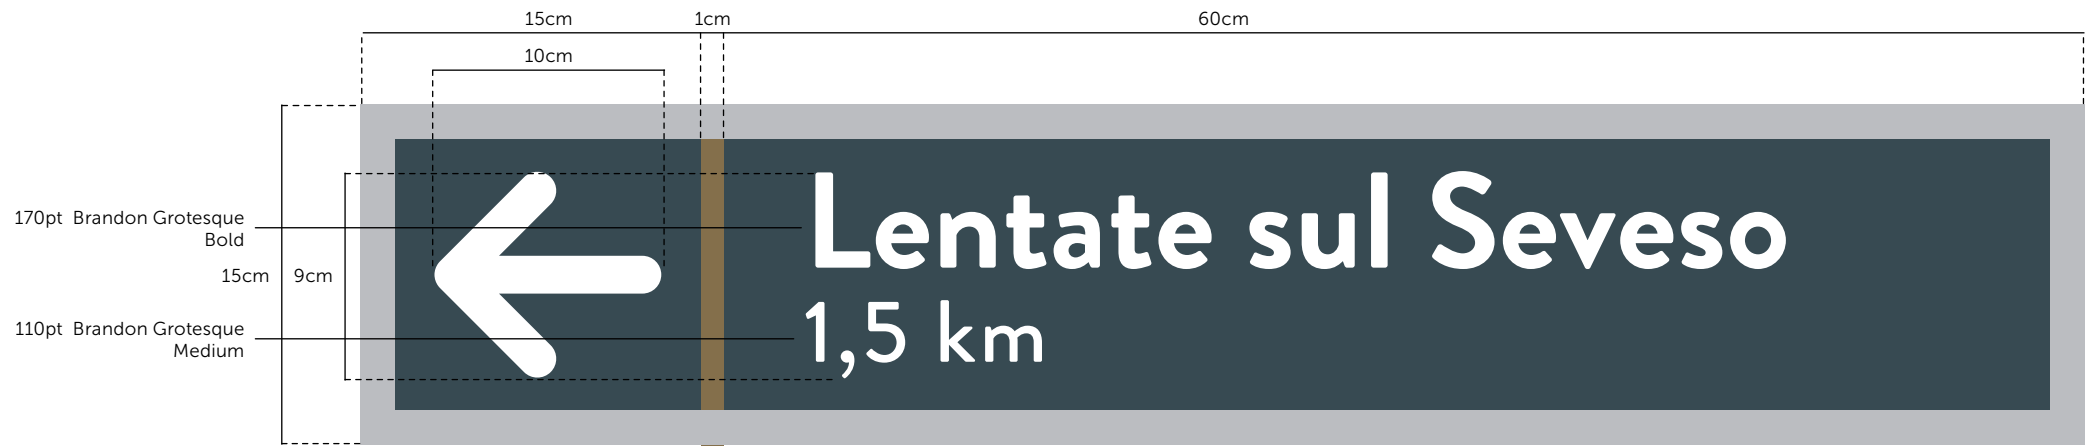 15cm
1cm
60cm
10cm
170pt Brandon Grotesque
Bold
15cm
9cm
110pt Brandon Grotesque
Medium
Lentate sul Seveso
1,5 km